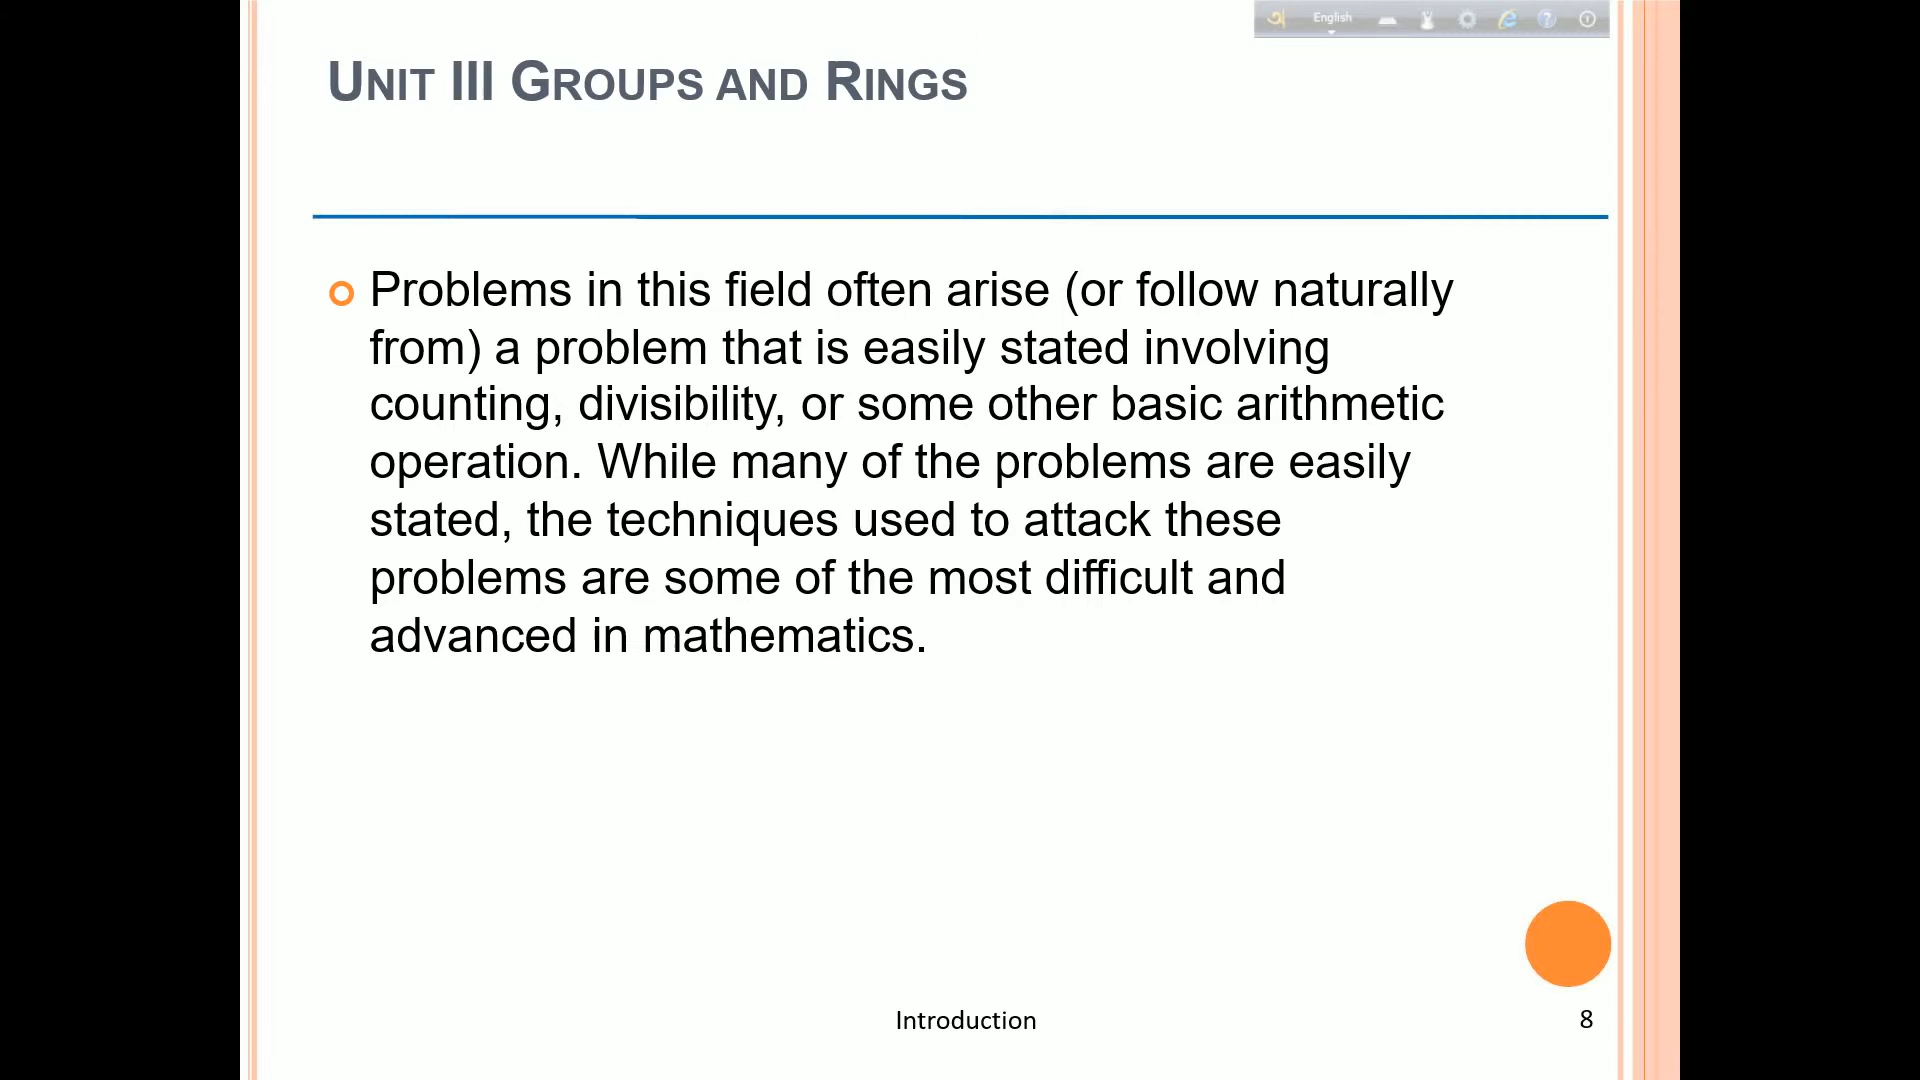 English
UNIT III GROUPS AND RINGS
Problems in this field often arise (or follow naturally
from) a problem that is easily stated involving
counting, divisibility, or some other basic arithmetic
operation. While many of the problems are easily
stated, the techniques used to attack these
problems are some of the most difficult and
advanced in mathematics.
Introduction
8